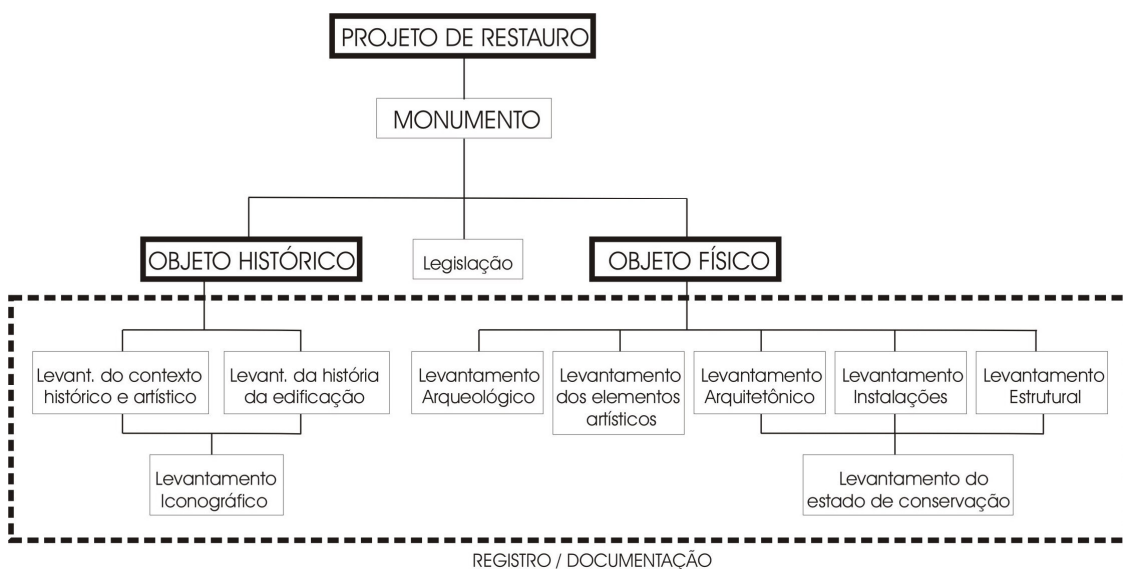 PROJETO DE RESTAURO
MONUMENTO
OBJETO HISTÓRICO
Legislação
OBJETO FÍSICO
Levant. do contexto
histórico e artístico
Levant. da história
da edificação
Levantamento
Arqueológico
Levantamento
dos elementos
artísticos
Levantamento
Arquitetônico
Levantamento
Instalações
Levantamento
Estrutural
Levantamento
Iconográfico
Levantamento do
estado de conservação
REGISTRO / DOCUMENTAÇÃO